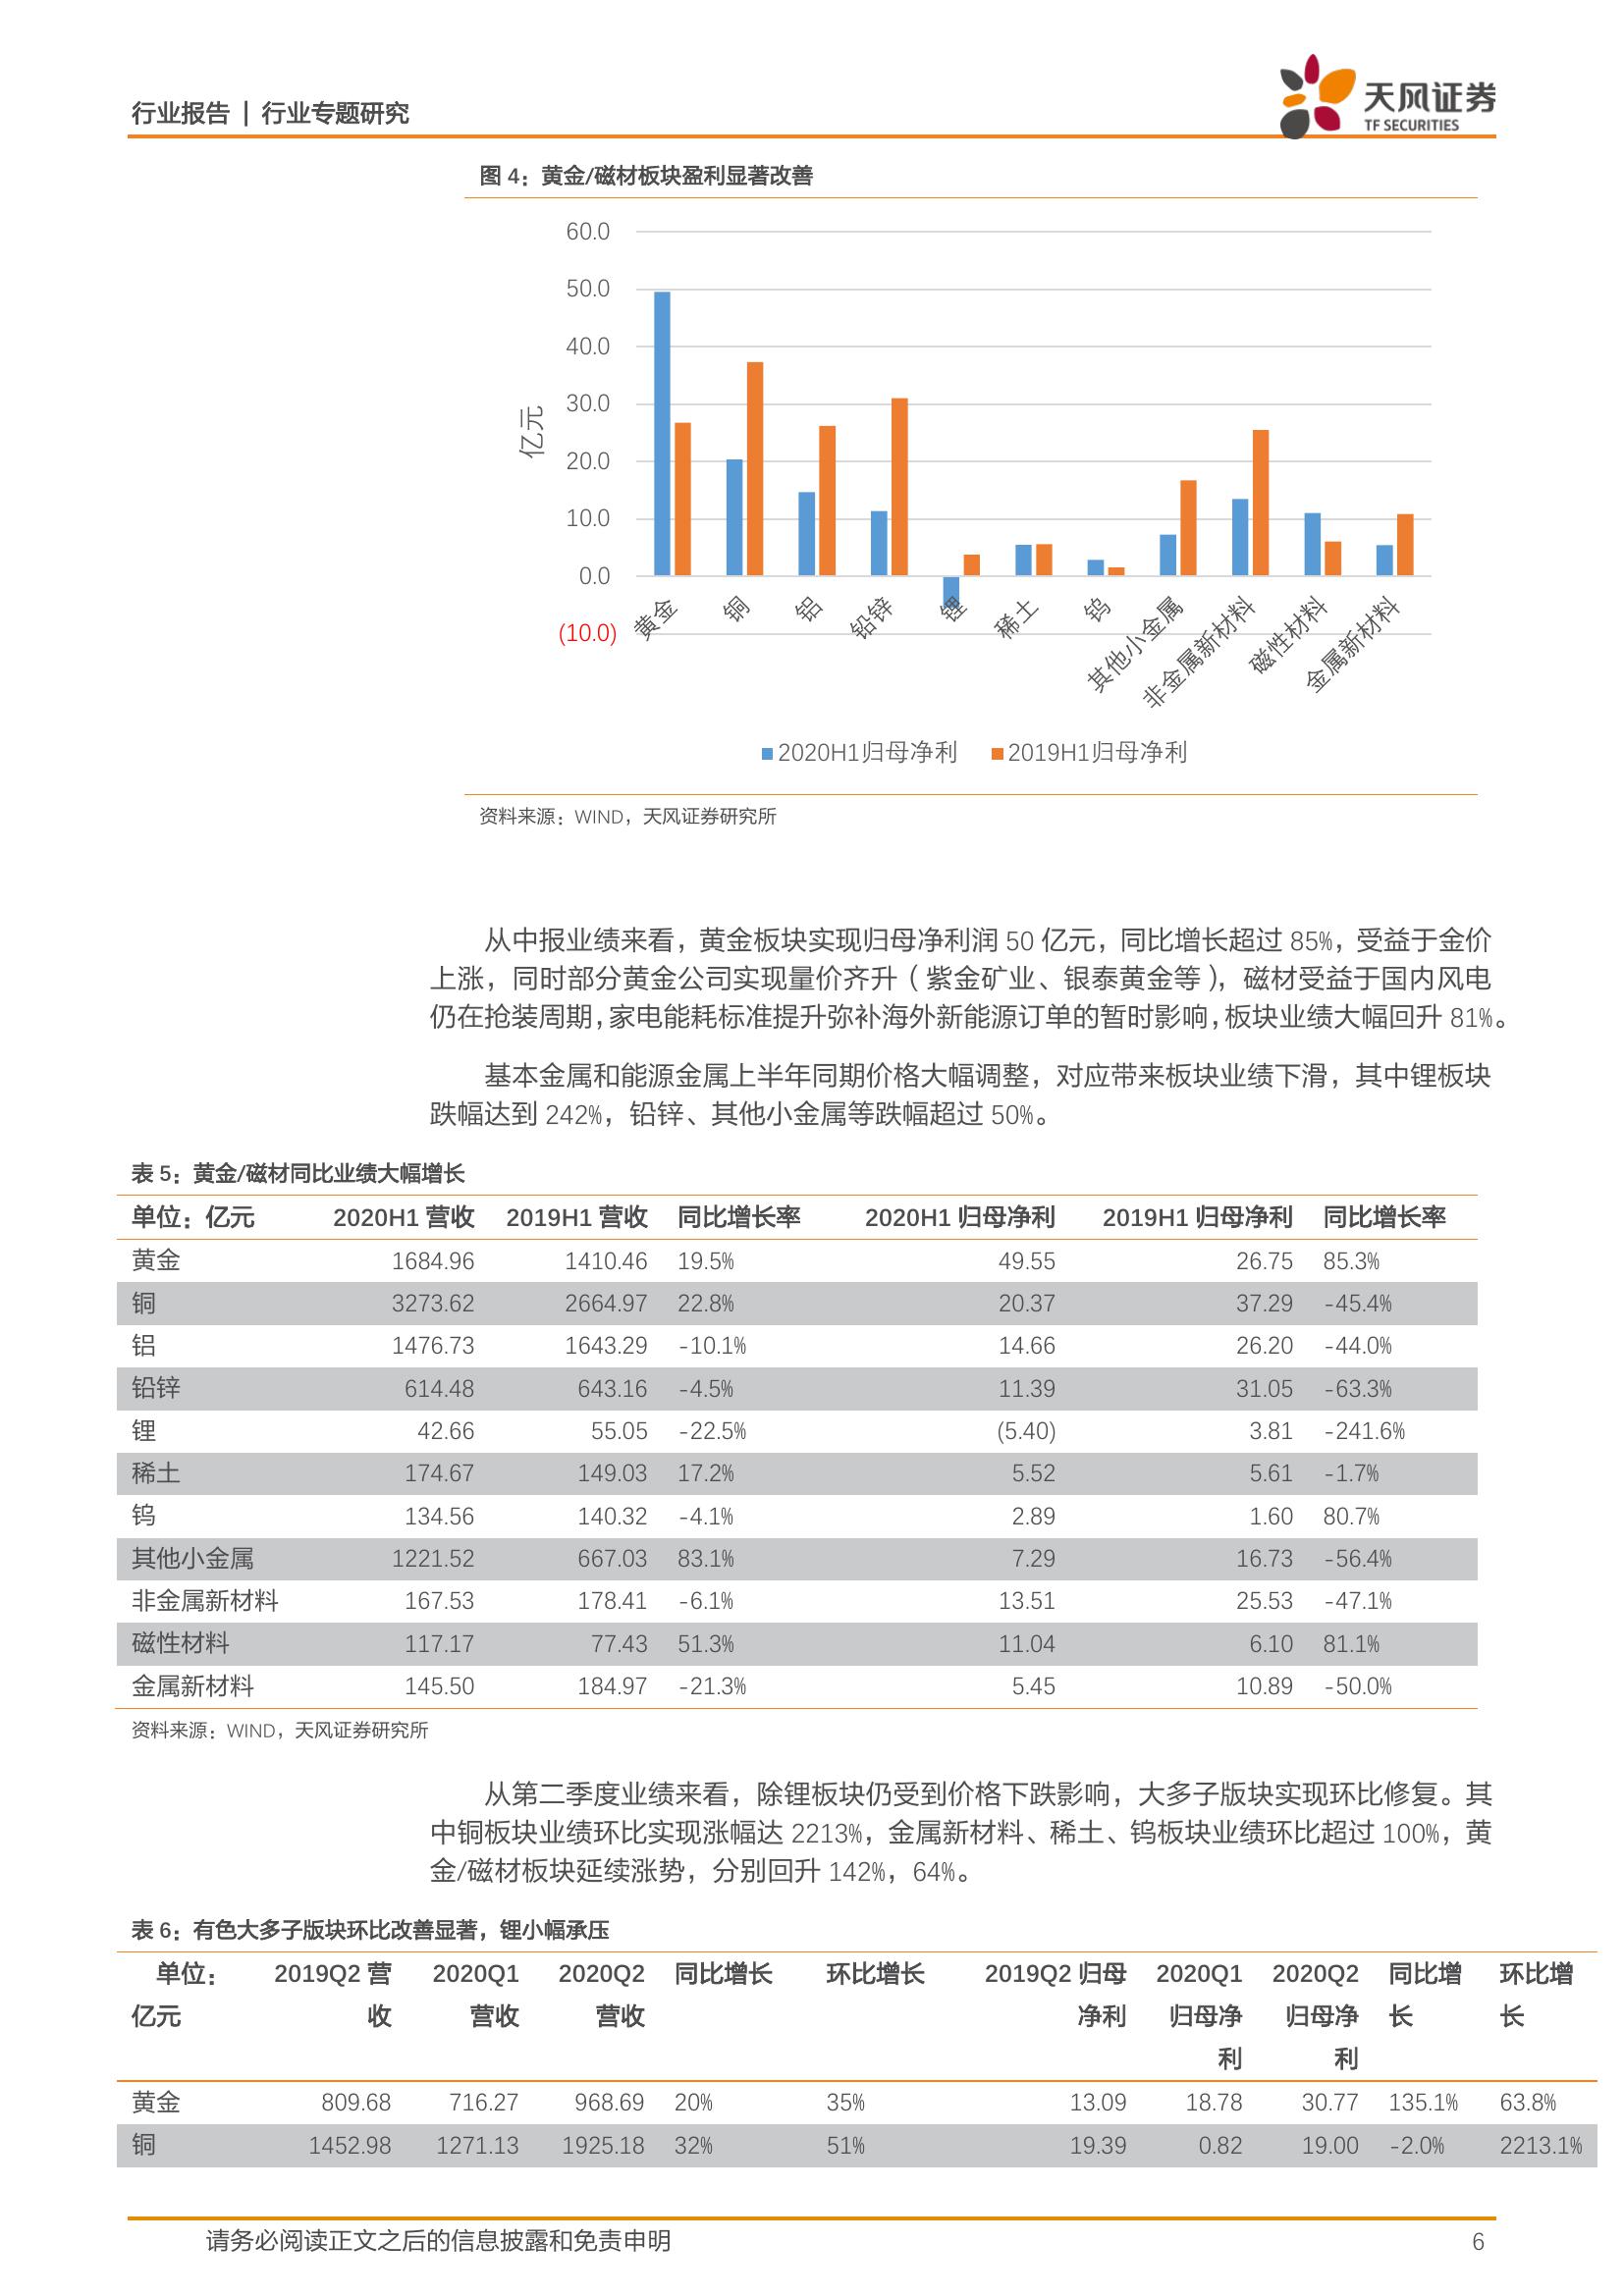 行业报告 | 行业专题研究
天风证券
TF SECURITIES
图 4：黄金/磁材板块盈利显著改善
60.0
50.0
40.0
30.0
20.0
10.0
0.0
(10.0)
亿元
黄金 铜 铝 铅锌 锂 稀土 钨 其他小金属 非金属新材料 磁性材料 金属新材料
2020H1归母净利 2019H1归母净利
资料来源：WIND，天风证券研究所
从中报业绩来看，黄金板块实现归母净利润 50 亿元，同比增长超过 85%，受益于金价
上涨，同时部分黄金公司实现量价齐升（紫金矿业、银泰黄金等），磁材受益于国内风电
仍在抢装周期，家电能耗标准提升弥补海外新能源订单的暂时影响，板块业绩大幅回升 81%。
基本金属和能源金属上半年同期价格大幅调整，对应带来板块业绩下滑，其中锂板块
跌幅达到 242%，铅锌、其他小金属等跌幅超过 50%。
表 5：黄金/磁材同比业绩大幅增长
单位：亿元 2020H1 营收 2019H1 营收 同比增长率 2020H1 归母净利 2019H1 归母净利 同比增长率
黄金 1684.96 1410.46 19.5% 49.55 26.75 85.3%
铜 3273.62 2664.97 22.8% 20.37 37.29 -45.4%
铝 1476.73 1643.29 -10.1% 14.66 26.20 -44.0%
铅锌 614.48 643.16 -4.5% 11.39 31.05 -63.3%
锂 42.66 55.05 -22.5% (5.40) 3.81 -241.6%
稀土 174.67 149.03 17.2% 5.52 5.61 -1.7%
钨 134.56 140.32 -4.1% 2.89 1.60 80.7%
其他小金属 1221.52 667.03 83.1% 7.29 16.73 -56.4%
非金属新材料 167.53 178.41 -6.1% 13.51 25.53 -47.1%
磁性材料 117.17 77.43 51.3% 11.04 6.10 81.1%
金属新材料 145.50 184.97 -21.3% 5.45 10.89 -50.0%
资料来源：WIND，天风证券研究所
从第二季度业绩来看，除锂板块仍受到价格下跌影响，大多子版块实现环比修复。其
中铜板块业绩环比实现涨幅达 2213%，金属新材料、稀土、钨板块业绩环比超过 100%，黄
金/磁材板块延续涨势，分别回升 142%，64%。
表 6：有色大多子版块环比改善显著，锂小幅承压
单位： 2019Q2 营 2020Q1 2020Q2 同比增长 环比增长 2019Q2 归母 2020Q1 2020Q2 同比增 环比增
亿元 收 营收 营收 净利 归母净 归母净 长 长
利 利
黄金 809.68 716.27 968.69 20% 35% 13.09 18.78 30.77 135.1% 63.8%
铜 1452.98 1271.13 1925.18 32% 51% 19.39 0.82 19.00 -2.0% 2213.1%
请务必阅读正文之后的信息披露和免责申明 6